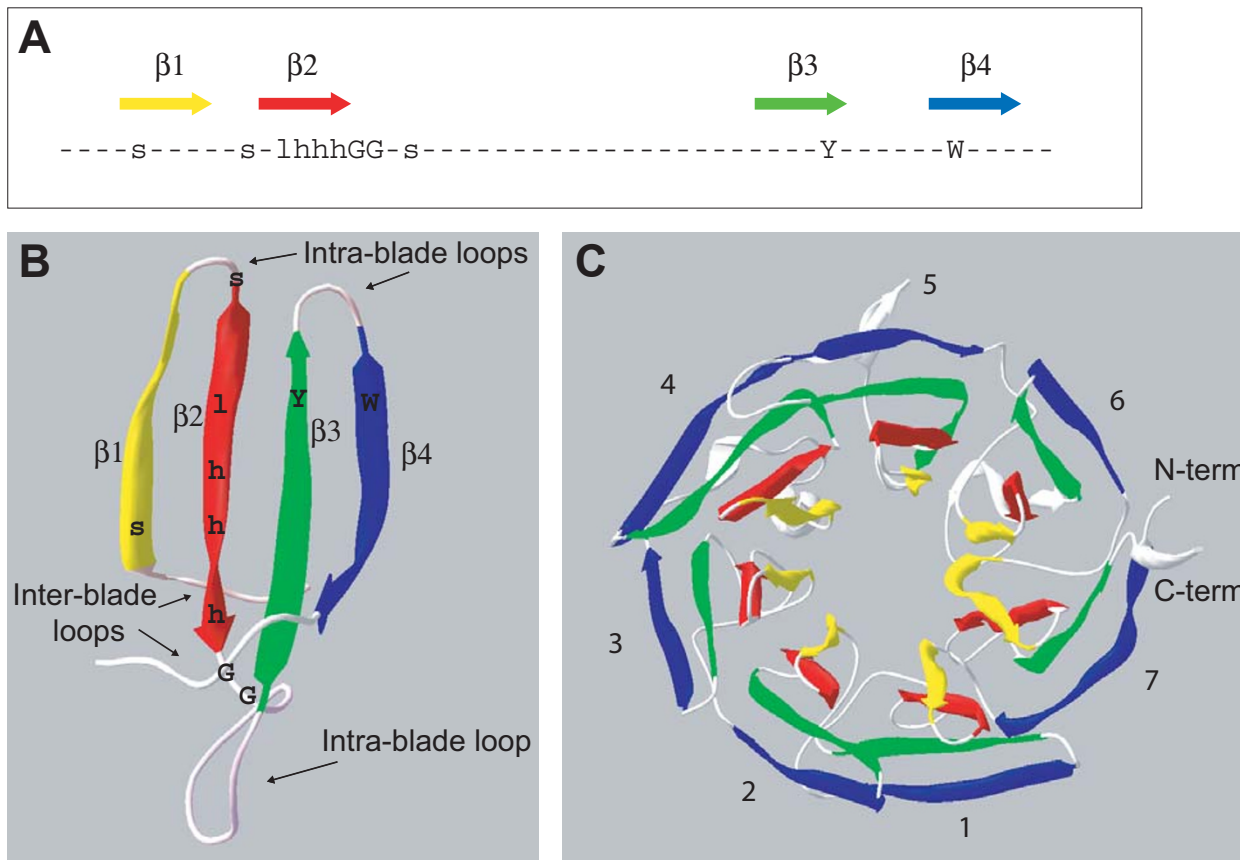 A
β1 β2 β3 β4
----s-----s-lhhhGG-s-----------------------Y------W-----
B
Intra-blade loops
s
l
Y
W
β2
β3
β1
β4
h
s
h
Inter-blade
loops
h
G
G
Intra-blade loop
C
5
4
6
N-term
C-term
3
7
2
1